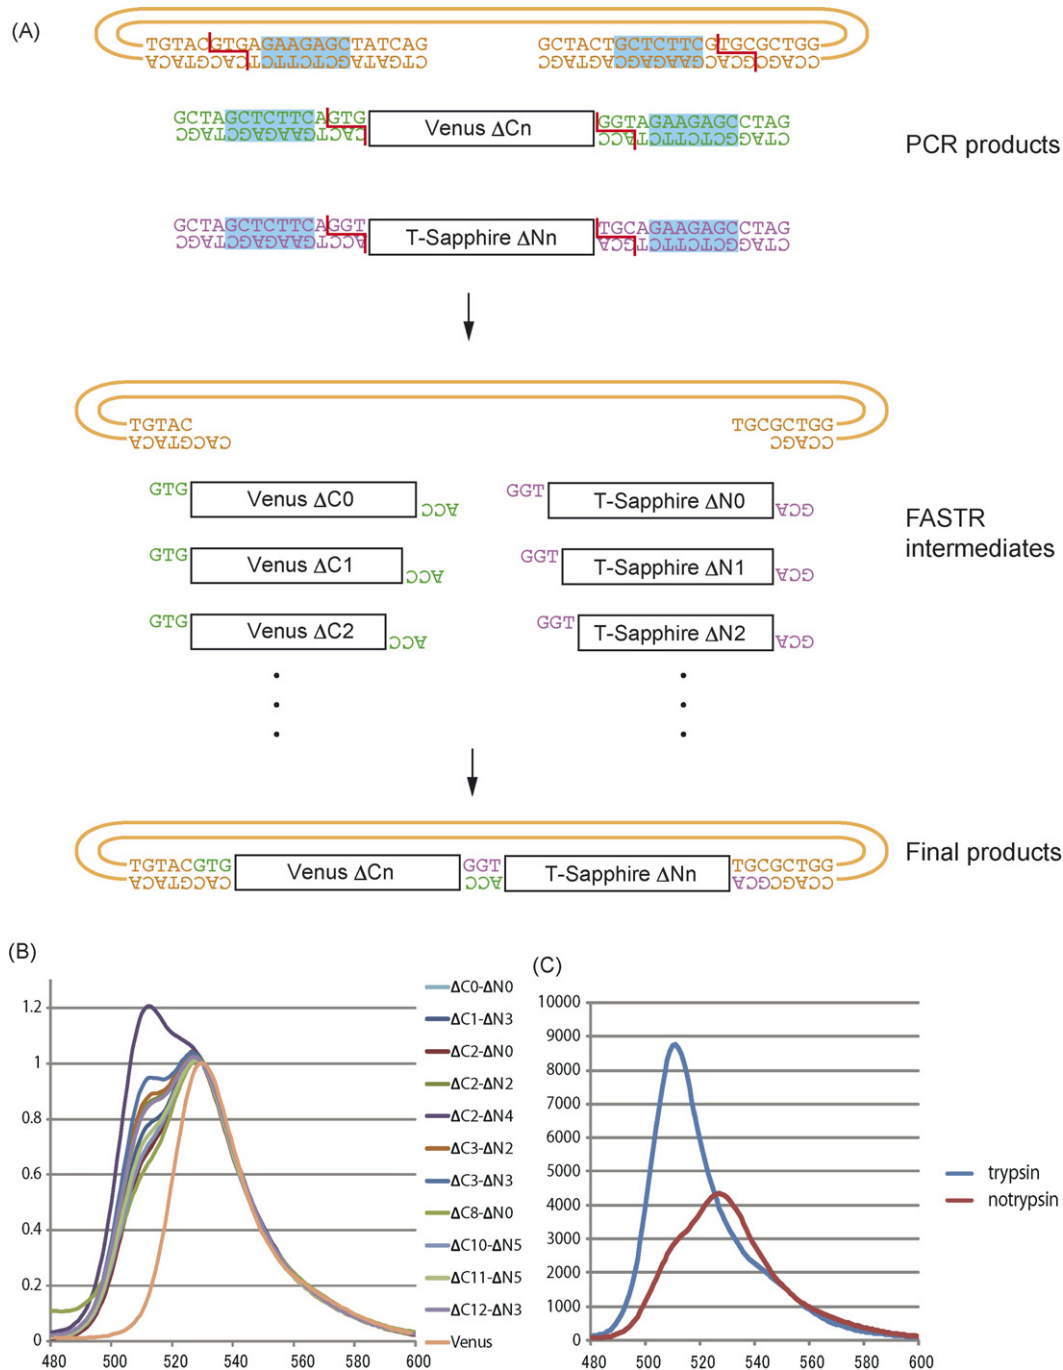 (A)
TGTACGTGAGAAGAGCTATCAG GCTACTGCTCTTCGTGCGCTGG
ACATGCACTCTTCTCGATAGTC CGATGACGAGAAGCACGCGACC
GCTAGCTCTTCAGTG Venus ΔCn GGTAGAAGAGCCTAG
CGATCGAGAAGTCAC CCATCTTCTCGGATC
PCR products
GCTAGCTCTTCAGGT T-Sapphire ΔNn TGCAGAAGAGCCTAG
CGATCGAGAAGTCCA ACGTCTTCTCGGATC
TGTAC TGCGCTGG
ACATGCAC CGACC
GTG Venus ΔC0 CCA GGT T-Sapphire ΔN0 ACG
FASTR
intermediates
GTG Venus ΔC1 CCA GGT T-Sapphire ΔN1 ACG
GTG Venus ΔC2 CCA GGT T-Sapphire ΔN2 ACG
TGTACGTG Venus ΔCn GGT T-Sapphire ΔNn TGCGCTGG
ACATGCAC CCA ACGCGACC
Final products
(B)
1.2
1
0.8
0.6
0.4
0.2
0
480 500 520 540 560 580 600
ΔC0-ΔN0
ΔC1-ΔN3
ΔC2-ΔN0
ΔC2-ΔN2
ΔC2-ΔN4
ΔC3-ΔN2
ΔC3-ΔN3
ΔC8-ΔN0
ΔC10-ΔN5
ΔC11-ΔN5
ΔC12-ΔN3
Venus
(C)
10000
9000
8000
7000
6000
5000
4000
3000
2000
1000
0
480 500 520 540 560 580 600
trypsin
notrypsin